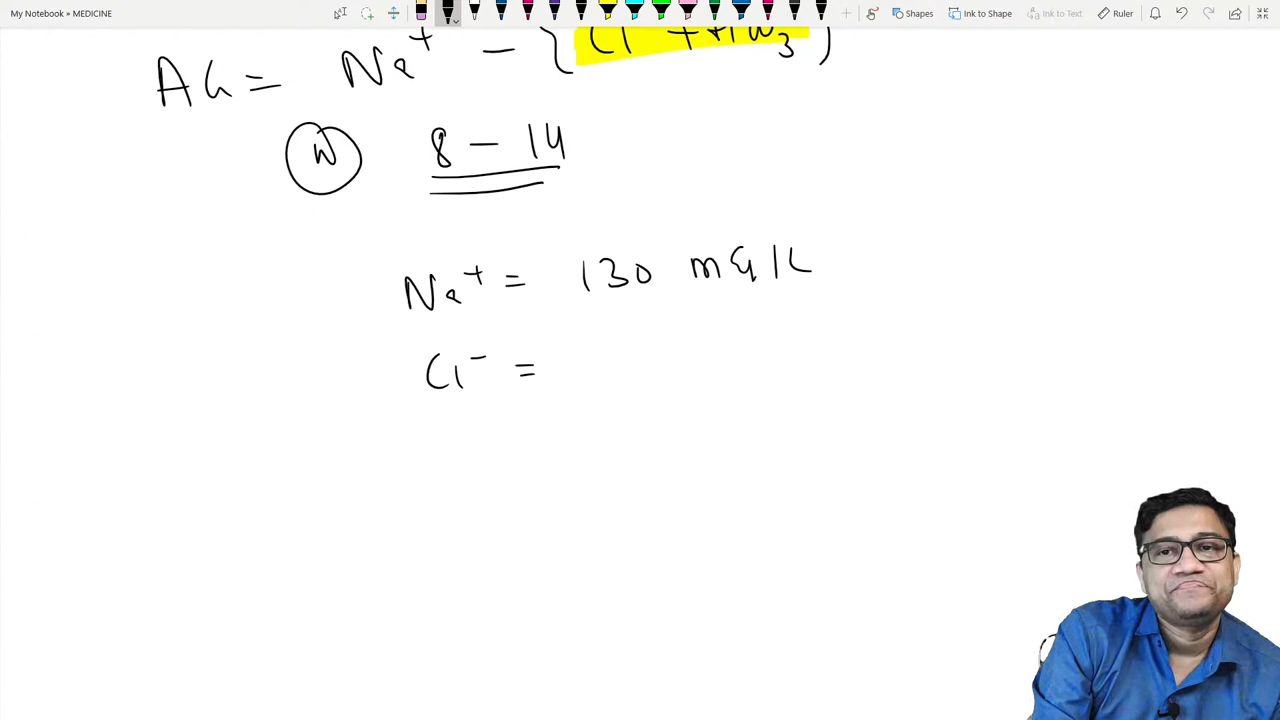 My Notebook » MEDICINE
Shapes Ink to Shape Ink to Text Ruler
AG = Na⁺ - {Cl⁻ + HCO₃⁻}
N 8 - 14
Na⁺ = 130 mEq/L
Cl⁻ =